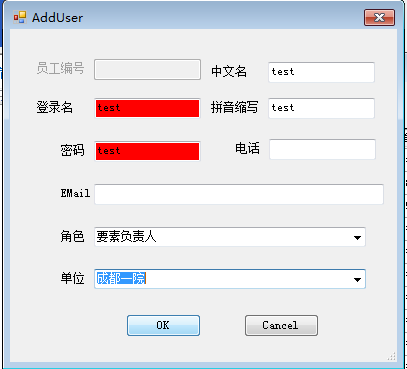 AddUser
员工编号
中文名 test
登录名 test
拼音缩写 test
密码 test
电话
EMail
角色 要素负责人
单位 成都一院
OK Cancel